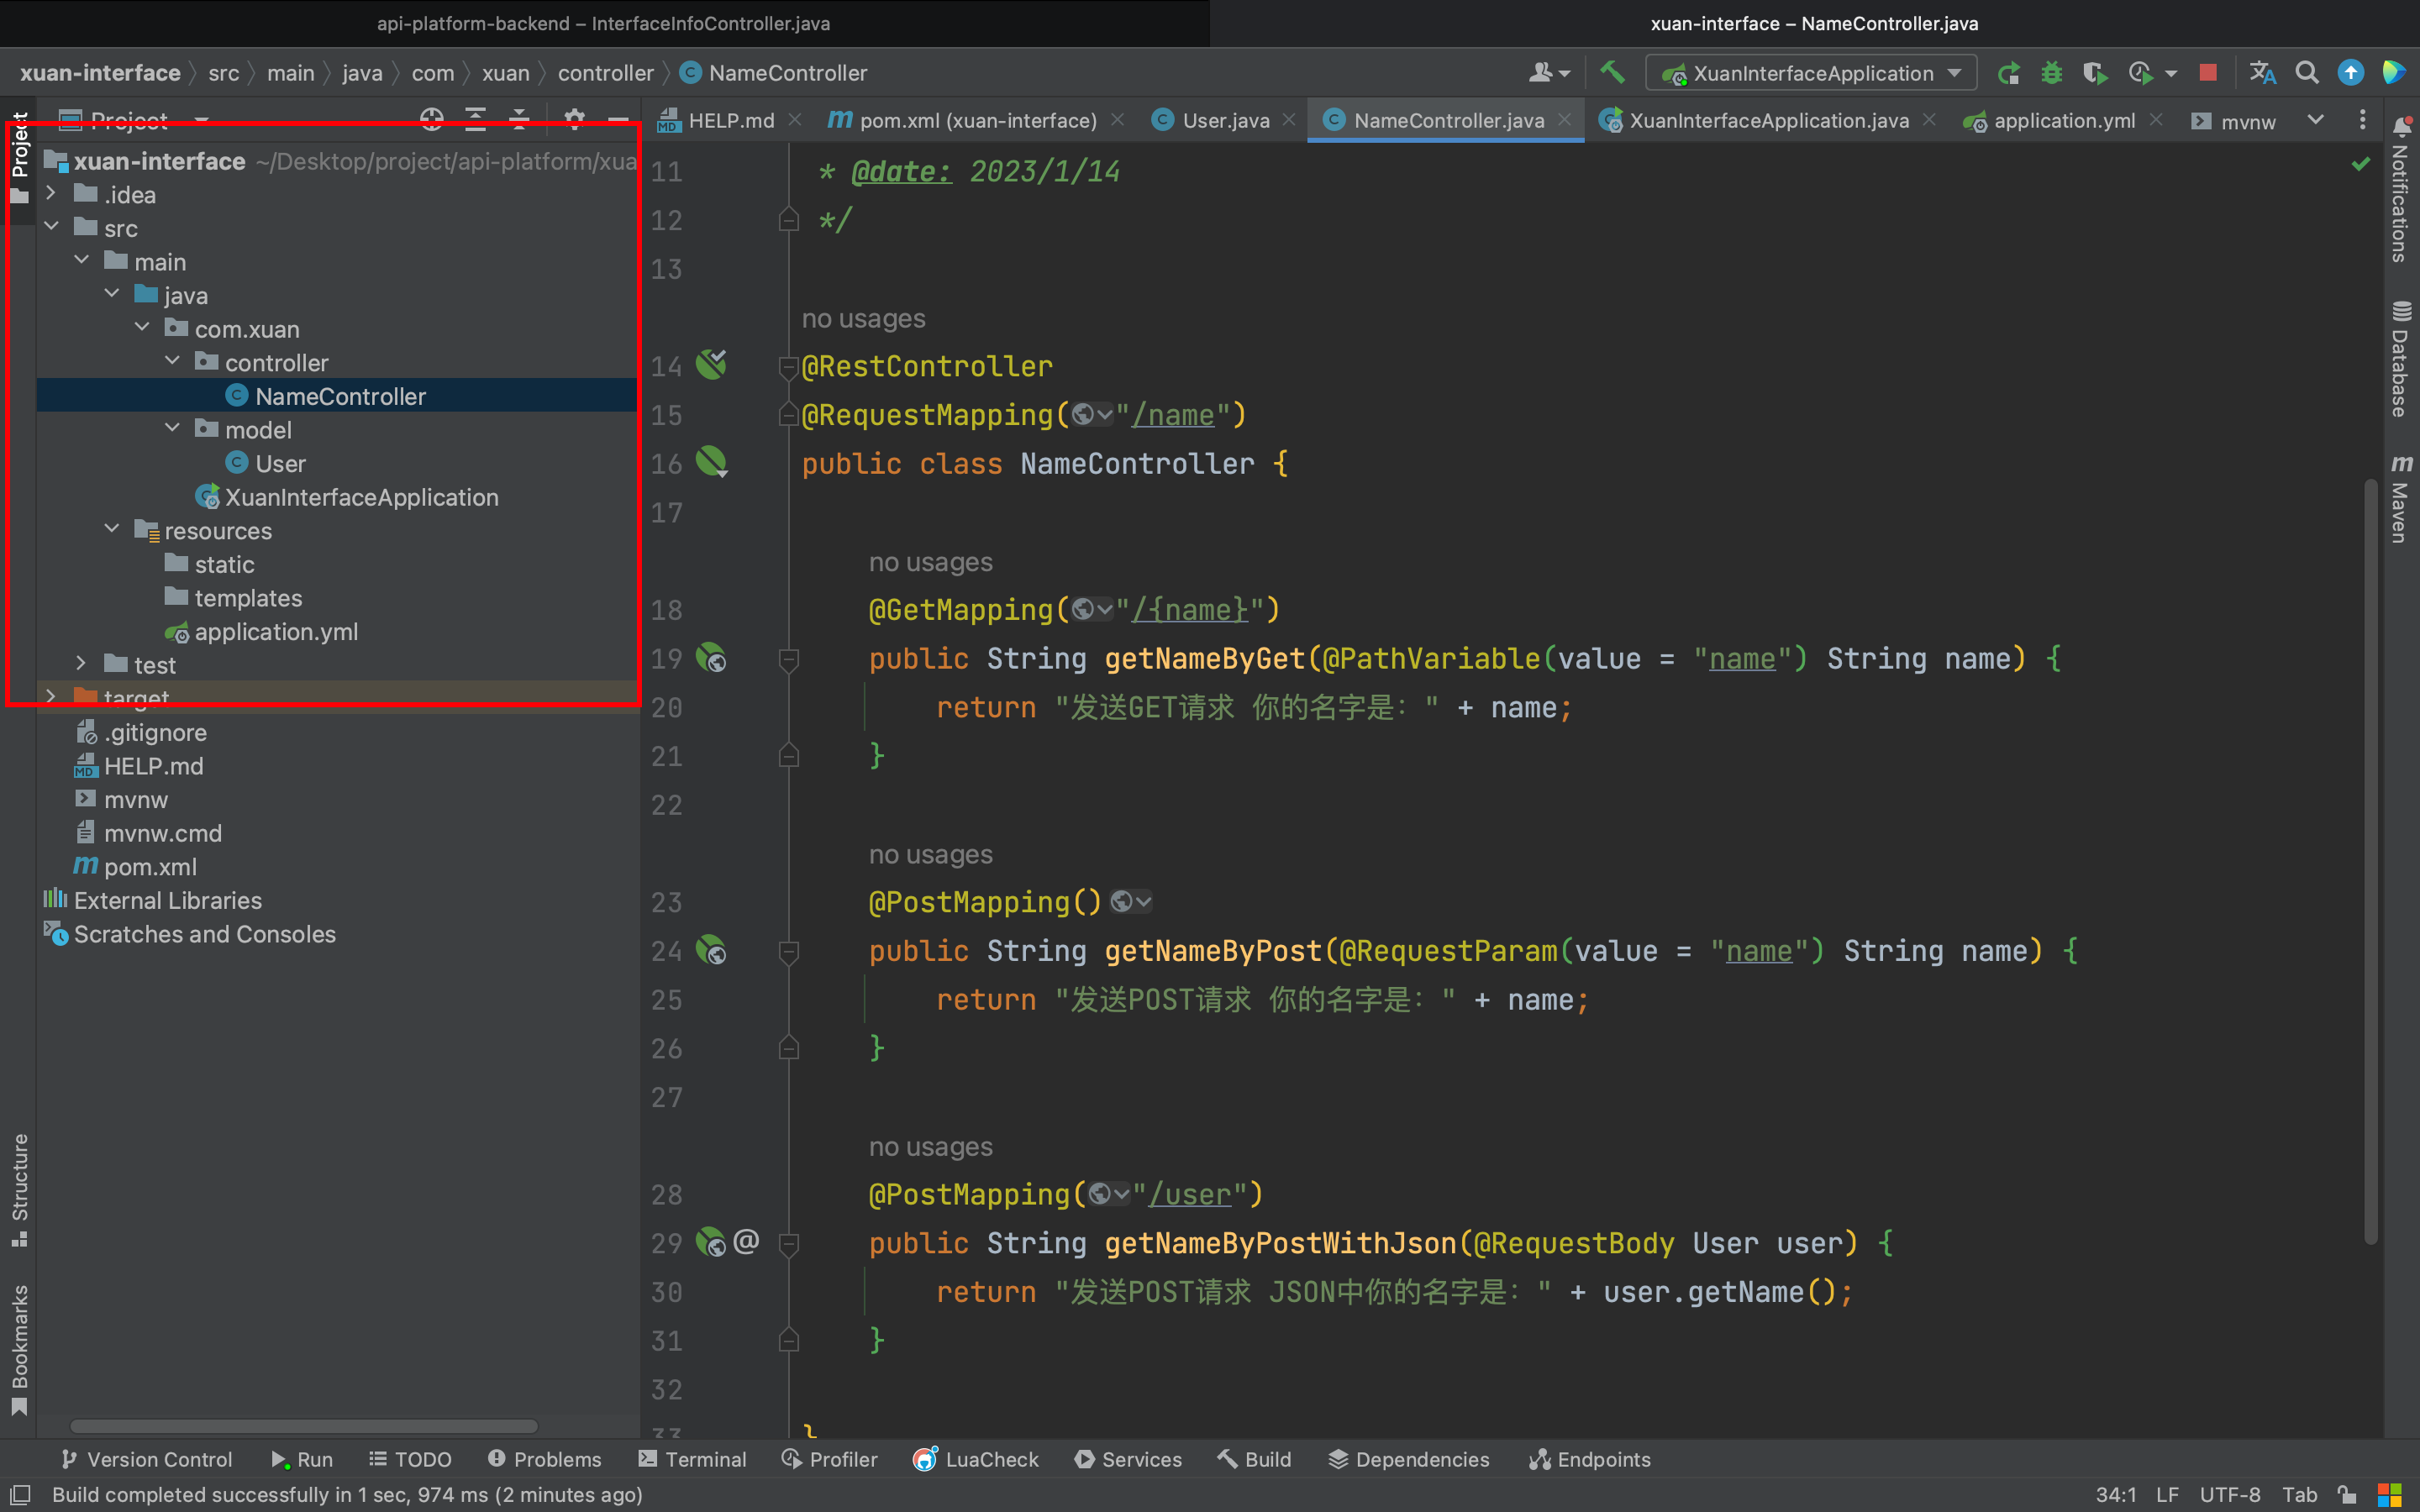 api-platform-backend – InterfaceInfoController.java
xuan-interface – NameController.java
xuan-interface src main java com xuan controller NameController
XuanInterfaceApplication
Project
HELP.md pom.xml (xuan-interface) User.java NameController.java XuanInterfaceApplication.java application.yml mvnw
Project
xuan-interface ~/Desktop/project/api-platform/xua
.idea
src
main
java
com.xuan
controller
NameController
model
User
XuanInterfaceApplication
resources
static
templates
application.yml
test
target
.gitignore
HELP.md
mvnw
mvnw.cmd
pom.xml
External Libraries
Scratches and Consoles
Structure
Bookmarks
11 * @date: 2023/1/14
12 */
13
no usages
14 @RestController
15 @RequestMapping("/name")
16 public class NameController {
17
no usages
18 @GetMapping("/{name}")
19 public String getNameByGet(@PathVariable(value = "name") String name) {
20 return "发送GET请求 你的名字是：" + name;
21 }
22
no usages
23 @PostMapping()
24 public String getNameByPost(@RequestParam(value = "name") String name) {
25 return "发送POST请求 你的名字是：" + name;
26 }
27
no usages
28 @PostMapping("/user")
29 @ public String getNameByPostWithJson(@RequestBody User user) {
30 return "发送POST请求 JSON中你的名字是：" + user.getName();
31 }
32
33 }
Notifications
Database
Maven
Version Control Run TODO Problems Terminal Profiler LuaCheck Services Build Dependencies Endpoints
Build completed successfully in 1 sec, 974 ms (2 minutes ago)
34:1 LF UTF-8 Tab